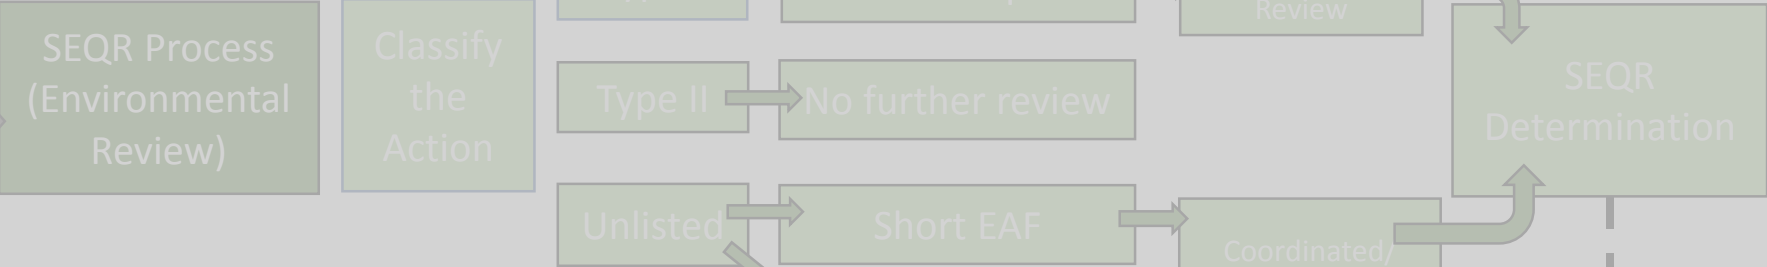 SEQR Process
(Environmental
Review)
Classify
the
Action
Review
Type II
No further review
SEQR
Determination
Unlisted
Short EAF
Coordinated/